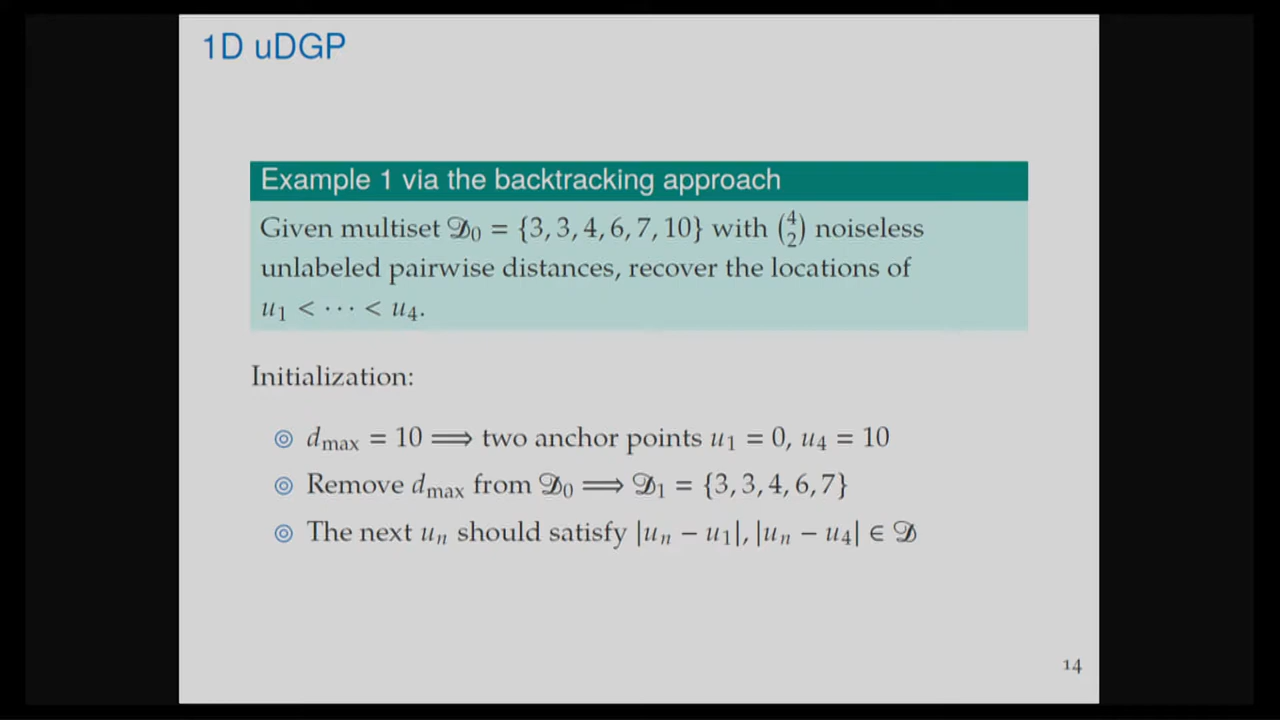 1D uDGP
Example 1 via the backtracking approach
Given multiset 𝒟₀ = {3, 3, 4, 6, 7, 10} with (4 2) noiseless
unlabeled pairwise distances, recover the locations of
u₁ < ··· < u₄.
Initialization:
◎ d_max = 10 ⟹ two anchor points u₁ = 0, u₄ = 10
◎ Remove d_max from 𝒟₀ ⟹ 𝒟₁ = {3, 3, 4, 6, 7}
◎ The next uₙ should satisfy |uₙ − u₁|, |uₙ − u₄| ∈ 𝒟
14